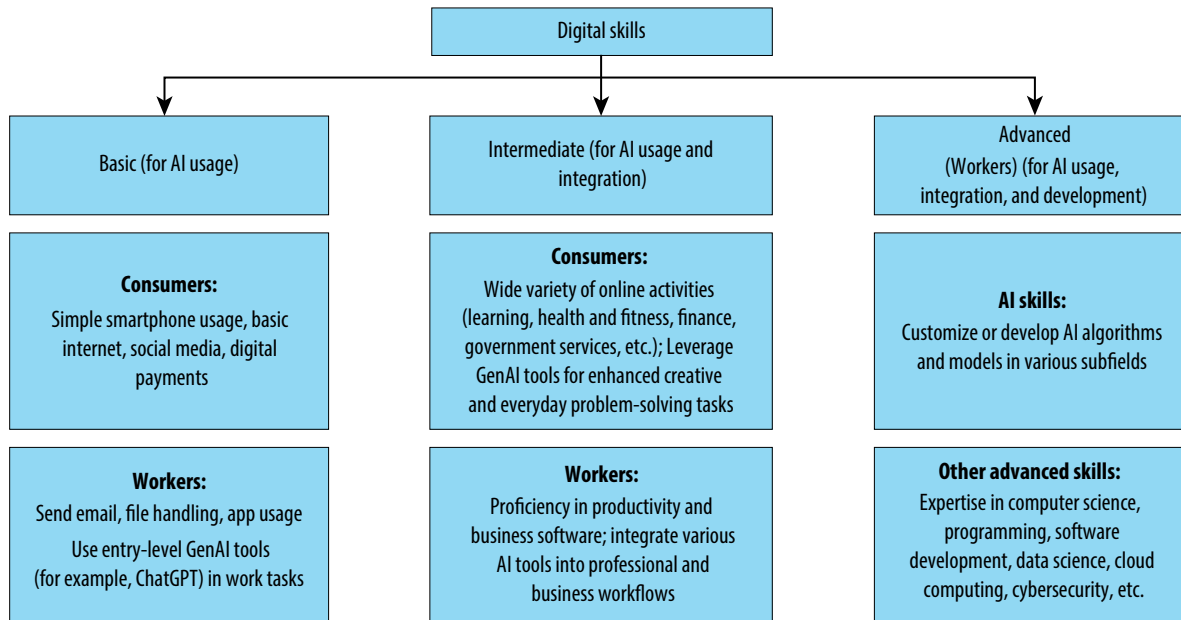 Digital skills
Basic (for AI usage)
Intermediate (for AI usage and
integration)
Advanced
(Workers) (for AI usage,
integration, and development)
Consumers:
Simple smartphone usage, basic
internet, social media, digital
payments
Consumers:
Wide variety of online activities
(learning, health and fitness, finance,
government services, etc.); Leverage
GenAI tools for enhanced creative
and everyday problem-solving tasks
AI skills:
Customize or develop AI algorithms
and models in various subfields
Workers:
Send email, file handling, app usage
Use entry-level GenAI tools
(for example, ChatGPT) in work tasks
Workers:
Proficiency in productivity and
business software; integrate various
AI tools into professional and
business workflows
Other advanced skills:
Expertise in computer science,
programming, software
development, data science, cloud
computing, cybersecurity, etc.